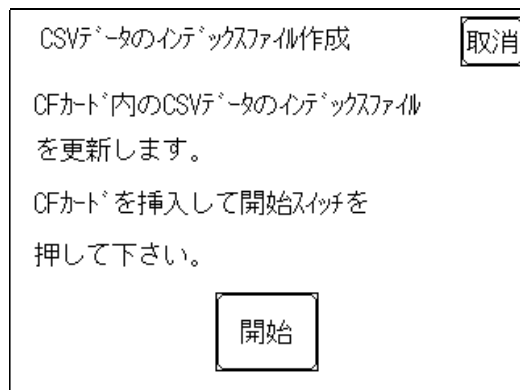 CSVﾃﾞｰﾀのｲﾝﾃﾞｯｸｽﾌｧｲﾙ作成
取消
CFｶｰﾄﾞ内のCSVﾃﾞｰﾀのｲﾝﾃﾞｯｸｽﾌｧｲﾙ
を更新します。
CFｶｰﾄﾞを挿入して開始ｽｲｯﾁを
押して下さい。
開始